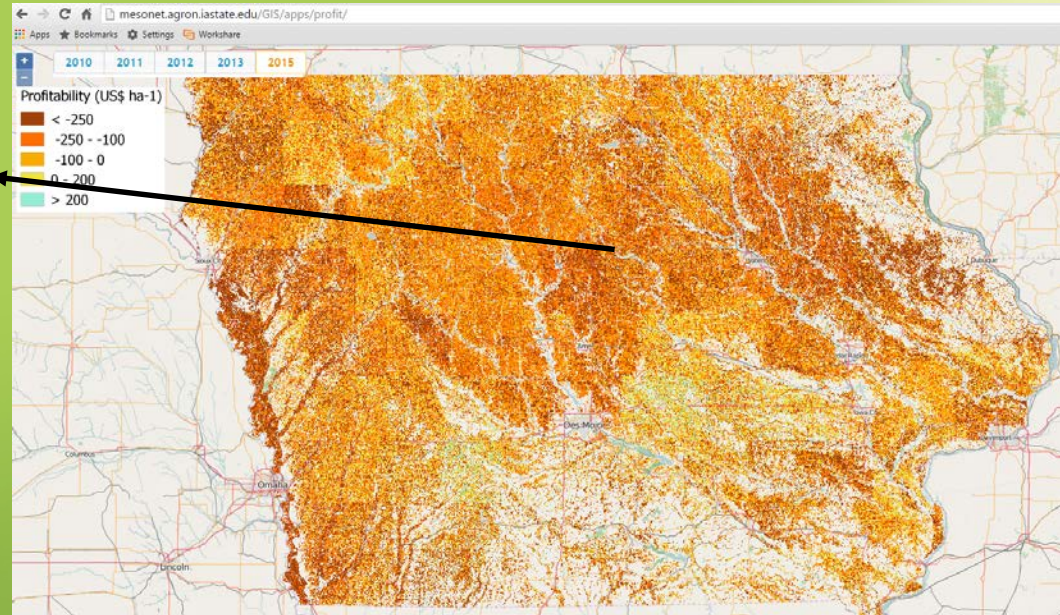 mesonet.agron.iastate.edu/GIS/apps/profit/
Apps Bookmarks Settings Workshare
+ 2010 2011 2012 2013 2015
−
Profitability (US$ ha-1)
< -250
-250 - -100
-100 - 0
0 - 200
> 200
Dubuque
Des Moines
Columbus
Omaha
Lincoln